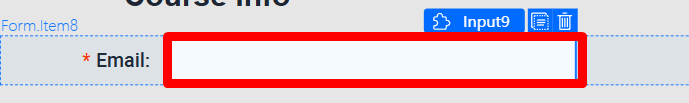 Course Info
Form.Item8
Input9
* Email: